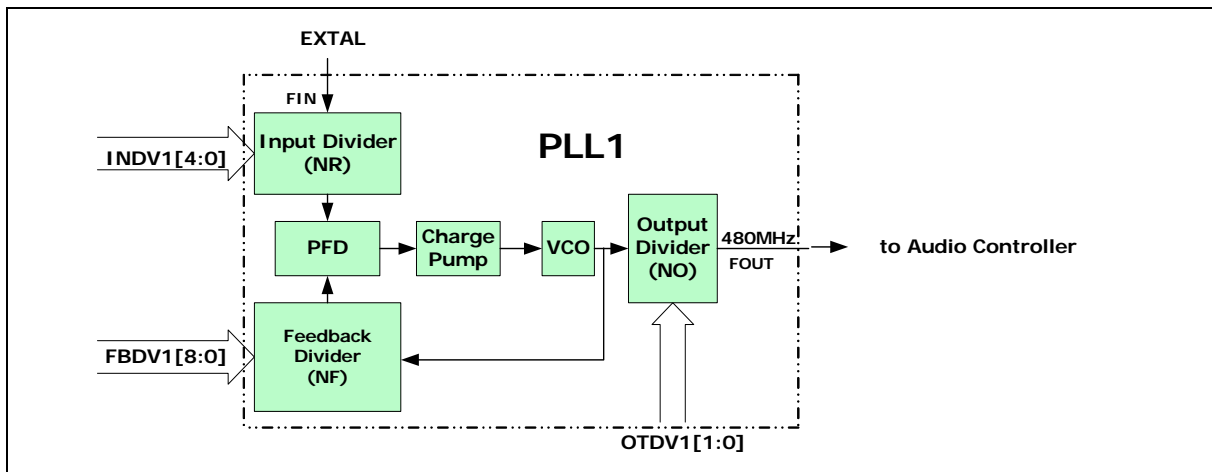 EXTAL
FIN
Input Divider
(NR)
INDV1[4:0]
PLL1
PFD
Charge
Pump
VCO
Output
Divider
(NO)
480MHz
FOUT
to Audio Controller
Feedback
Divider
(NF)
FBDV1[8:0]
OTDV1[1:0]